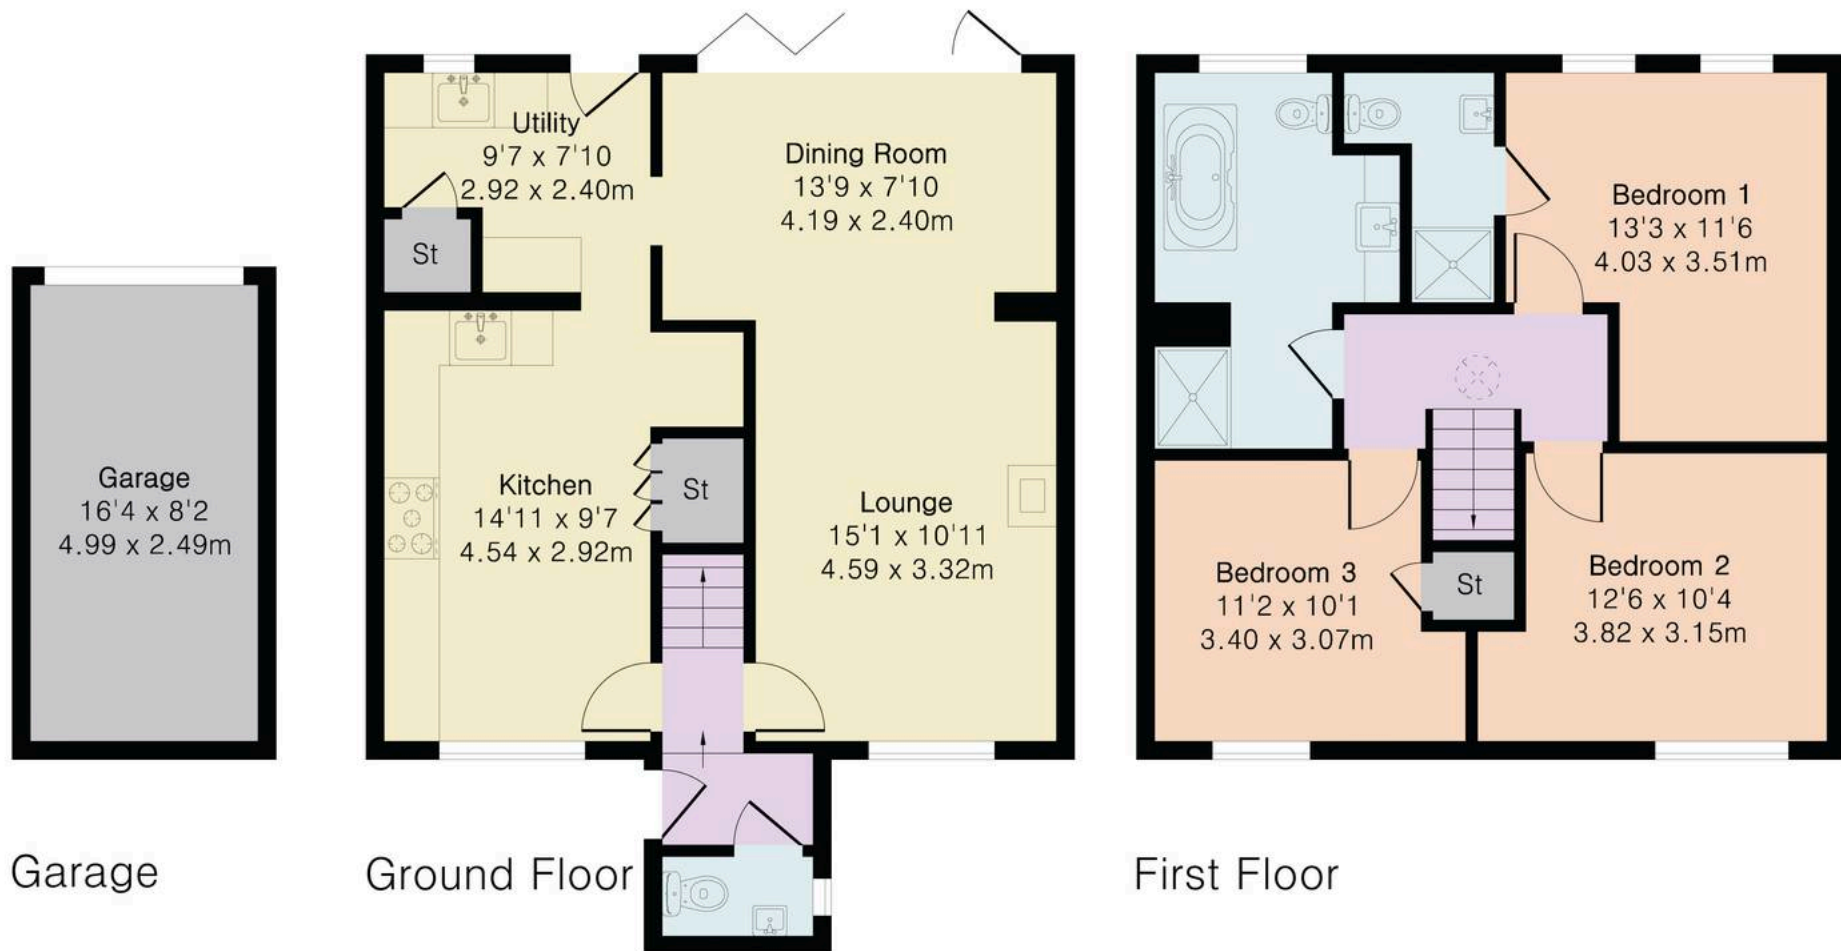 Garage
16'4 x 8'2
4.99 x 2.49m
Garage
Utility
9'7 x 7'10
2.92 x 2.40m
St
Dining Room
13'9 x 7'10
4.19 x 2.40m
Kitchen
14'11 x 9'7
4.54 x 2.92m
St
Lounge
15'1 x 10'11
4.59 x 3.32m
Ground Floor
Bedroom 1
13'3 x 11'6
4.03 x 3.51m
Bedroom 3
11'2 x 10'1
3.40 x 3.07m
St
Bedroom 2
12'6 x 10'4
3.82 x 3.15m
First Floor